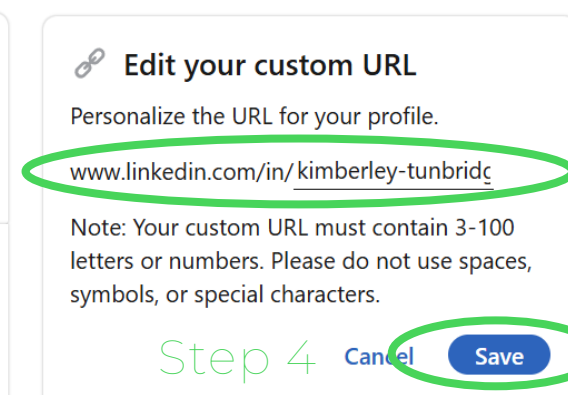 Edit your custom URL
Personalize the URL for your profile.
www.linkedin.com/in/kimberley-tunbridg
Note: Your custom URL must contain 3-100
letters or numbers. Please do not use spaces,
symbols, or special characters.
Step 4 Cancel Save